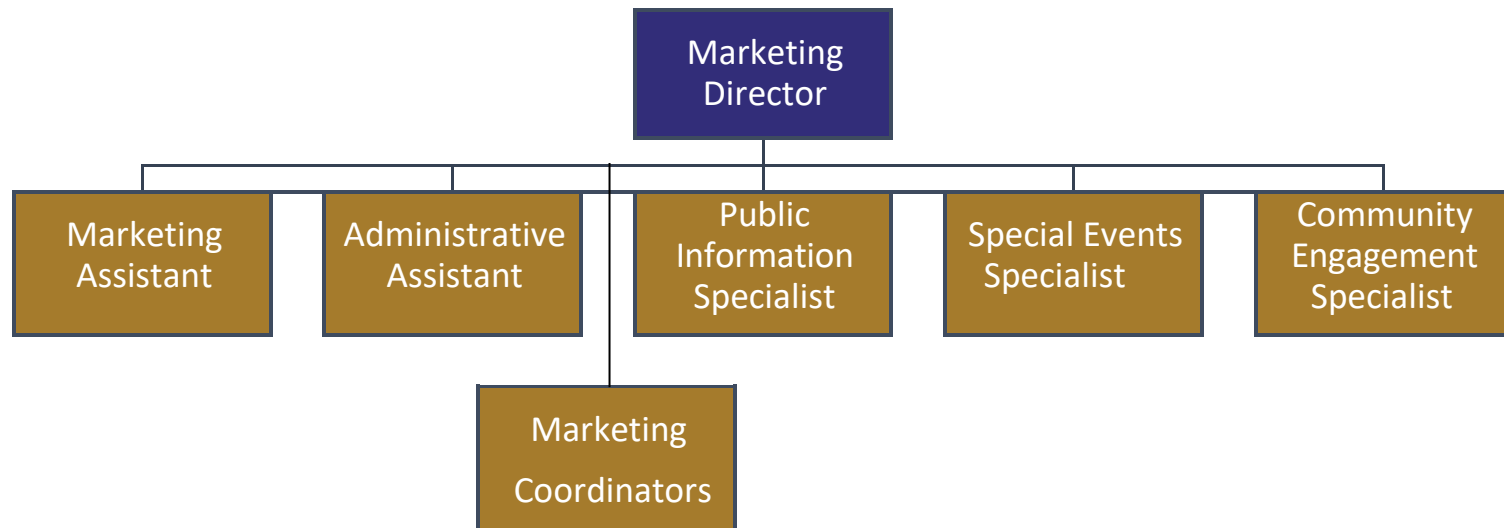 Marketing
Director
Marketing
Assistant
Administrative
Assistant
Public
Information
Specialist
Special Events
Specialist
Community
Engagement
Specialist
Marketing
Coordinators